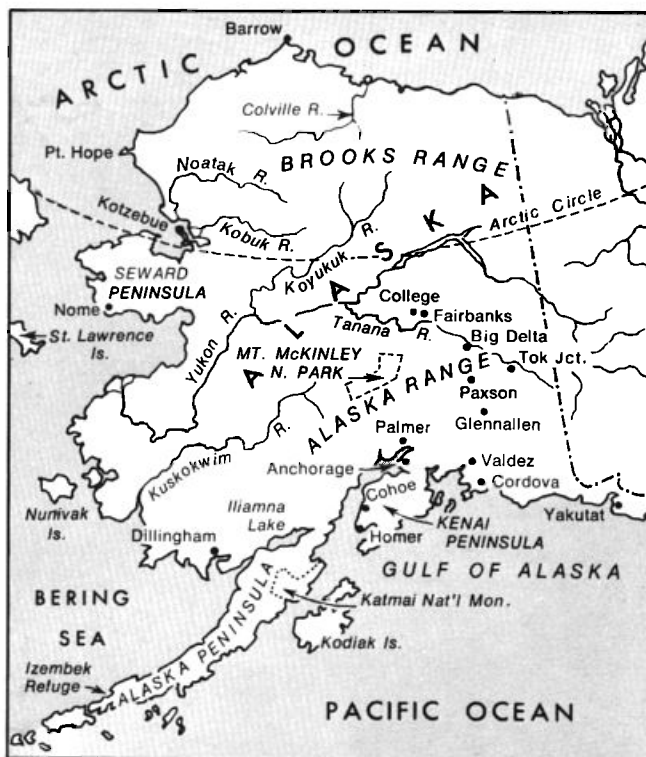 Barrow
ARCTIC OCEAN
Colville R.
Pt. Hope
Noatak R.
BROOKS RANGE
Kotzebue
Kobuk R.
Arctic Circle
ALASKA
Koyukuk R.
SEWARD
PENINSULA
Nome
St. Lawrence
Is.
Yukon R.
College
Fairbanks
Tanana R.
Big Delta
Tok Jct.
MT. McKINLEY
N. PARK
ALASKA RANGE
Paxson
Glennallen
Kuskokwim R.
Palmer
Anchorage
Valdez
Cordova
Yakutat
Cohoe
Nunivak
Is.
Iliamna
Lake
Dillingham
Homer
KENAI
PENINSULA
GULF OF ALASKA
BERING
SEA
Katmai Nat'l Mon.
Kodiak Is.
Izembek
Refuge
ALASKA PENINSULA
PACIFIC OCEAN